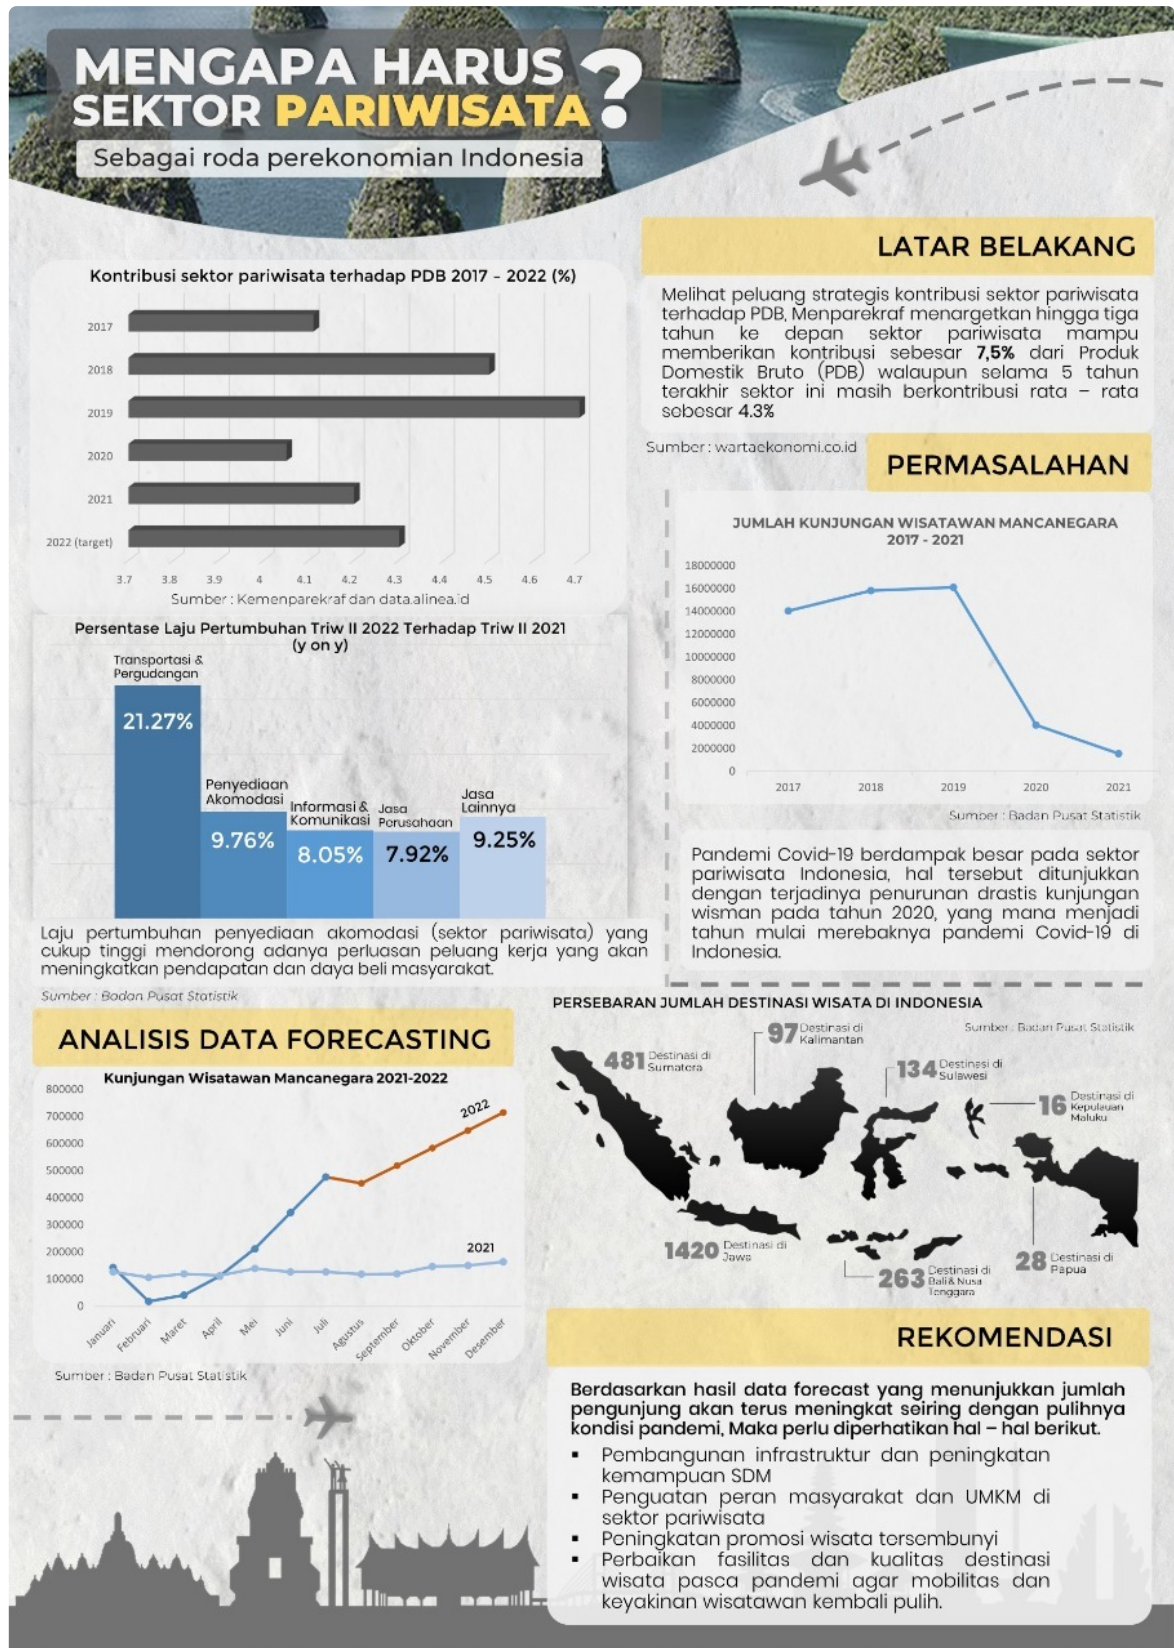 MENGAPA HARUS
SEKTOR PARIWISATA?
Sebagai roda perekonomian Indonesia
Kontribusi sektor pariwisata terhadap PDB 2017 - 2022 (%)
2017
2018
2019
2020
2021
2022 (target)
3.7 3.8 3.9 4 4.1 4.2 4.3 4.4 4.5 4.6 4.7
Sumber : Kemenparekraf dan data.alinea.id
Persentase Laju Pertumbuhan Triw II 2022 Terhadap Triw II 2021
(y on y)
Transportasi &
Pergudangan
21.27%
Penyediaan
Akomodasi
9.76%
Informasi &
Komunikasi
8.05%
Jasa
Perusahaan
7.92%
Jasa
Lainnya
9.25%
Laju pertumbuhan penyediaan akomodasi (sektor pariwisata) yang
cukup tinggi mendorong adanya perluasan peluang kerja yang akan
meningkatkan pendapatan dan daya beli masyarakat.
Sumber : Badan Pusat Statistik
LATAR BELAKANG
Melihat peluang strategis kontribusi sektor pariwisata
terhadap PDB, Menparekraf menargetkan hingga tiga
tahun ke depan sektor pariwisata mampu
memberikan kontribusi sebesar 7,5% dari Produk
Domestik Bruto (PDB) walaupun selama 5 tahun
terakhir sektor ini masih berkontribusi rata – rata
sebesar 4.3%
Sumber : wartaekonomi.co.id
PERMASALAHAN
JUMLAH KUNJUNGAN WISATAWAN MANCANEGARA
2017 - 2021
18000000
16000000
14000000
12000000
10000000
8000000
6000000
4000000
2000000
0
2017 2018 2019 2020 2021
Sumber : Badan Pusat Statistik
Pandemi Covid-19 berdampak besar pada sektor
pariwisata Indonesia, hal tersebut ditunjukkan
dengan terjadinya penurunan drastis kunjungan
wisman pada tahun 2020, yang mana menjadi
tahun mulai merebaknya pandemi Covid-19 di
Indonesia.
ANALISIS DATA FORECASTING
Kunjungan Wisatawan Mancanegara 2021-2022
800000
700000
600000
500000
400000
300000
200000
100000
0
2022
2021
Januari Februari Maret April Mei Juni Juli Agustus September Oktober November Desember
Sumber : Badan Pusat Statistik
PERSEBARAN JUMLAH DESTINASI WISATA DI INDONESIA
Sumber : Badan Pusat Statistik
97 Destinasi di
Kalimantan
481 Destinasi di
Sumatera
134 Destinasi di
Sulawesi
16 Destinasi di
Kepulauan
Maluku
1420 Destinasi di
Jawa
263 Destinasi di
Bali & Nusa
Tenggara
28 Destinasi di
Papua
REKOMENDASI
Berdasarkan hasil data forecast yang menunjukkan jumlah
pengunjung akan terus meningkat seiring dengan pulihnya
kondisi pandemi, Maka perlu diperhatikan hal – hal berikut.
▪ Pembangunan infrastruktur dan peningkatan
kemampuan SDM
▪ Penguatan peran masyarakat dan UMKM di
sektor pariwisata
▪ Peningkatan promosi wisata tersembunyi
▪ Perbaikan fasilitas dan kualitas destinasi
wisata pasca pandemi agar mobilitas dan
keyakinan wisatawan kembali pulih.